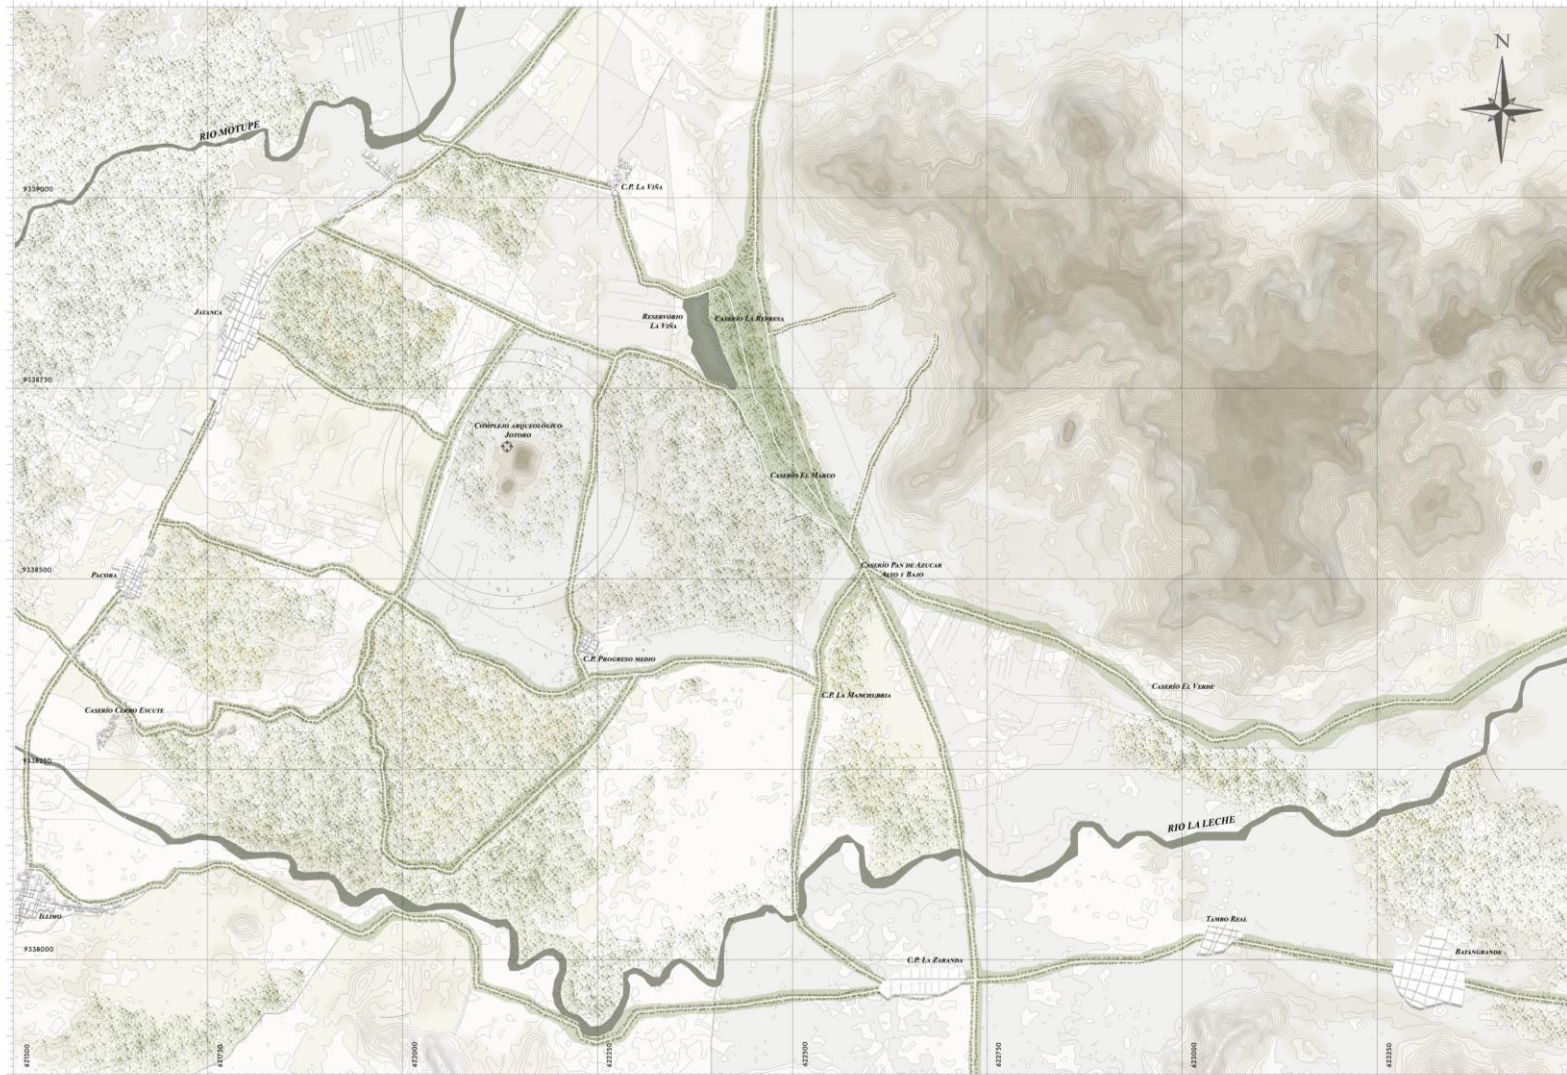 N
RIO MOTUPE
9339000
C.P. LA VIÑA
JAYANCA
RESERVORIO
LA VIÑA
CASERÍO LA REPRESA
9338750
COMPLEJO ARQUEOLÓGICO
JOTORO
CASERÍO EL MARCO
9338500
PACORA
CASERÍO PAN DE AZUCAR
ALTO Y BAJO
C.P. PROGRESO MEDIO
CASERÍO EL VERDE
C.P. LA MANCHURIA
CASERÍO CERRO ESCUTE
9338250
RIO LA LECHE
ILLIMO
TAMBO REAL
9338000
C.P. LA ZARANDA
BATANGRANDE
621500
621750
622000
622250
622500
622750
623000
623250